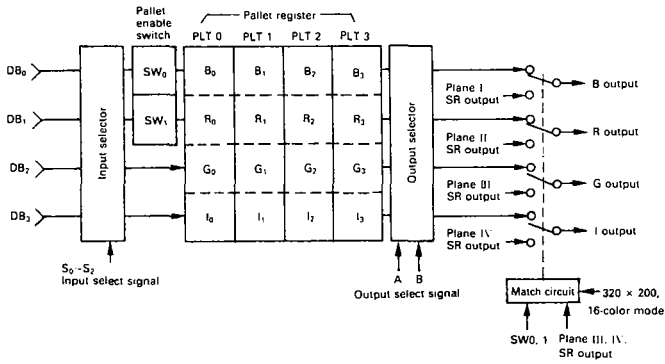 Pallet
enable
switch
Pallet register
PLT 0 PLT 1 PLT 2 PLT 3
DB0
DB1
DB2
DB3
Input selector
SW0
SW1
B0 B1 B2 B3
R0 R1 R2 R3
G0 G1 G2 G3
I0 I1 I2 I3
Output selector
Plane I
SR output
B output
Plane II
SR output
R output
Plane III
SR output
G output
Plane IV
SR output
I output
S0-S2
Input select signal
A B
Output select signal
Match circuit
320 × 200,
16-color mode
SW0, 1
Plane III, IV,
SR output